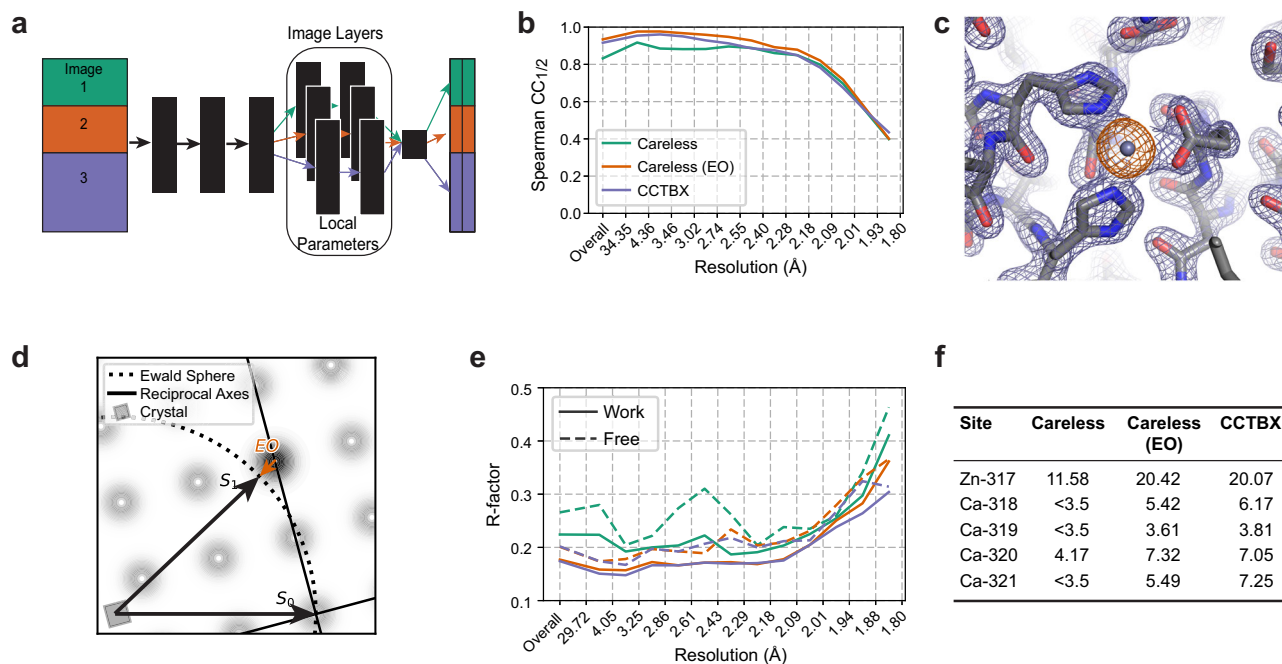 a
Image
1
2
3
Image Layers
Local
Parameters
b
Spearman CC1/2
1.0
0.8
0.6
0.4
0.2
0.0
Careless
Careless (EO)
CCTBX
Overall
34.35
4.36
3.46
3.02
2.74
2.55
2.40
2.28
2.18
2.09
2.01
1.93
1.80
Resolution (Å)
c
d
Ewald Sphere
Reciprocal Axes
Crystal
EO
S1
S0
e
R-factor
0.5
0.4
0.3
0.2
0.1
Work
Free
Overall
29.72
4.05
3.25
2.86
2.61
2.43
2.29
2.18
2.09
2.01
1.94
1.88
1.80
Resolution (Å)
f
Site Careless Careless (EO) CCTBX
Zn-317 11.58 20.42 20.07
Ca-318 <3.5 5.42 6.17
Ca-319 <3.5 3.61 3.81
Ca-320 4.17 7.32 7.05
Ca-321 <3.5 5.49 7.25